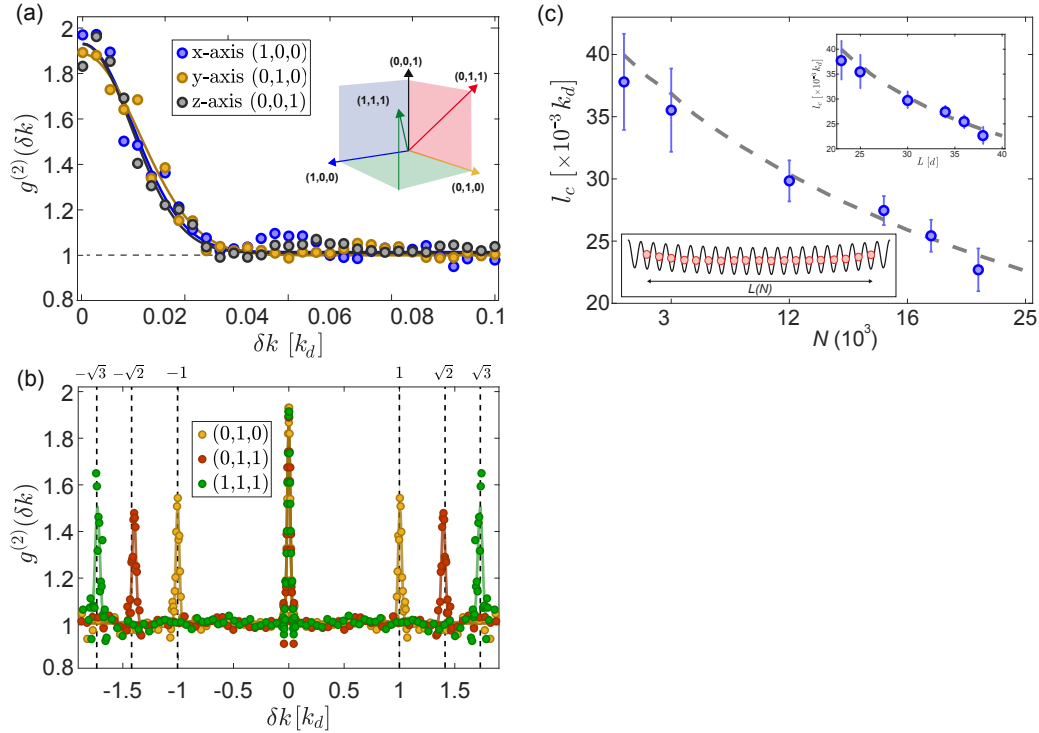 (a)
2
1.8
1.6
1.4
1.2
1
0.8
g⁽²⁾(δk)
x-axis (1,0,0)
y-axis (0,1,0)
z-axis (0,0,1)
(0,0,1)
(0,1,1)
(1,1,1)
(1,0,0)
(0,1,0)
0 0.02 0.04 0.06 0.08 0.1
δk [k_d]
(b)
−√3 −√2 −1 1 √2 √3
2
1.8
1.6
1.4
1.2
1
0.8
g⁽²⁾(δk)
(0,1,0)
(0,1,1)
(1,1,1)
-1.5 -1 -0.5 0 0.5 1 1.5
δk[k_d]
(c)
40
35
30
25
20
l_c [×10⁻³ k_d]
40
35
30
25
20
l_c [×10⁻³k_d]
25 30 35 40
L [d]
L(N)
3 12 16 25
N (10³)